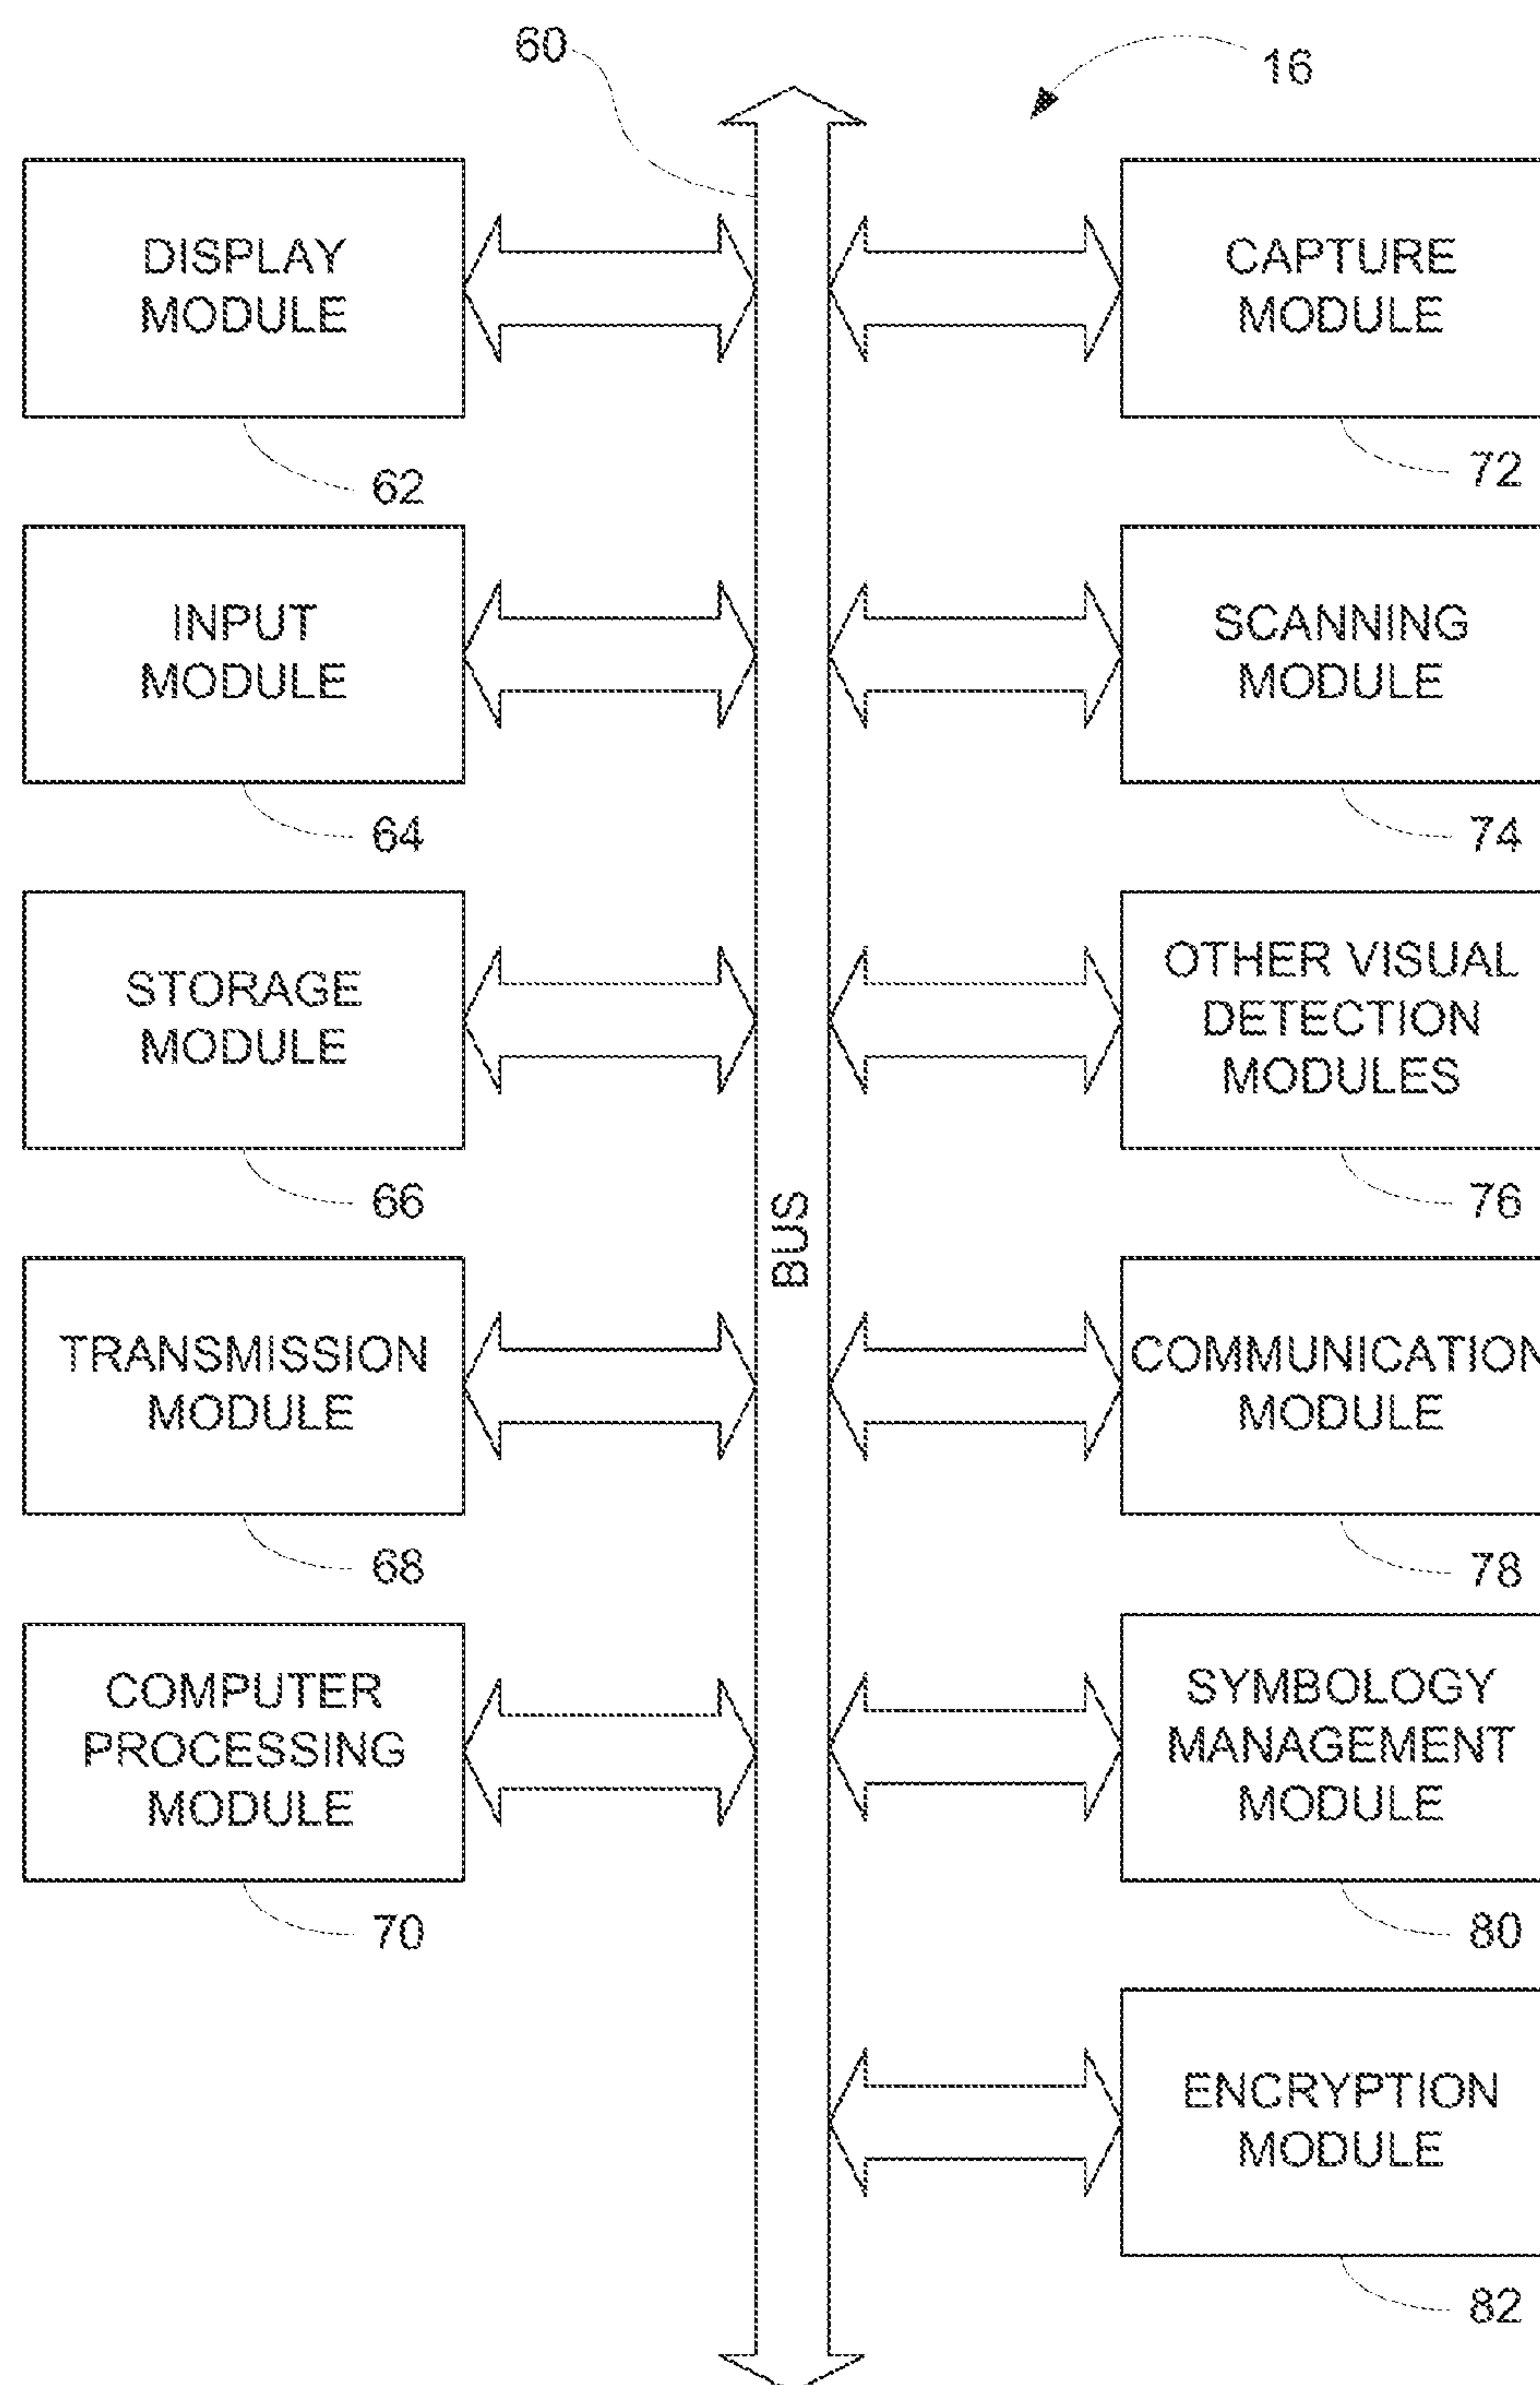 60
16
DISPLAY
MODULE
62
INPUT
MODULE
64
STORAGE
MODULE
66
TRANSMISSION
MODULE
68
COMPUTER
PROCESSING
MODULE
70
BUS
CAPTURE
MODULE
72
SCANNING
MODULE
74
OTHER VISUAL
DETECTION
MODULES
76
COMMUNICATION
MODULE
78
SYMBOLOGY
MANAGEMENT
MODULE
80
ENCRYPTION
MODULE
82